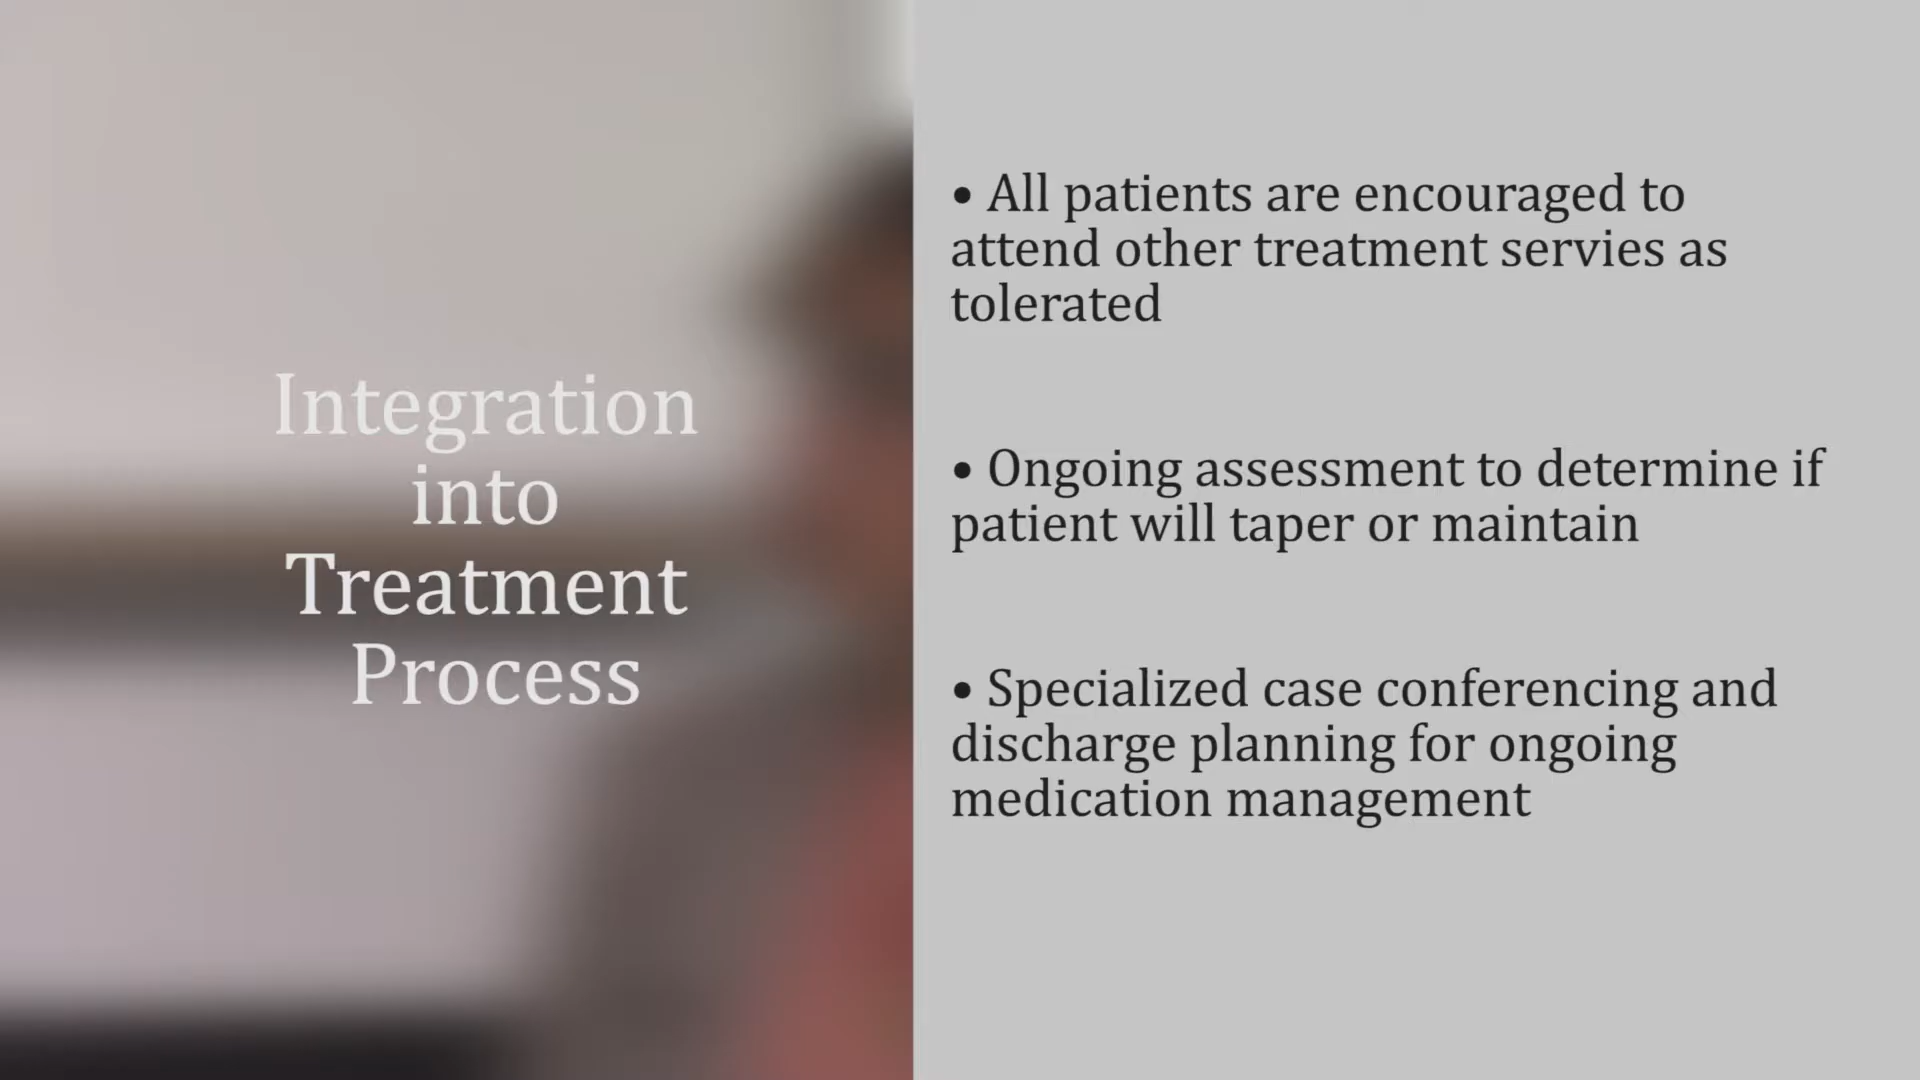 Integration
into
Treatment
Process
• All patients are encouraged to
attend other treatment servies as
tolerated
• Ongoing assessment to determine if
patient will taper or maintain
• Specialized case conferencing and
discharge planning for ongoing
medication management